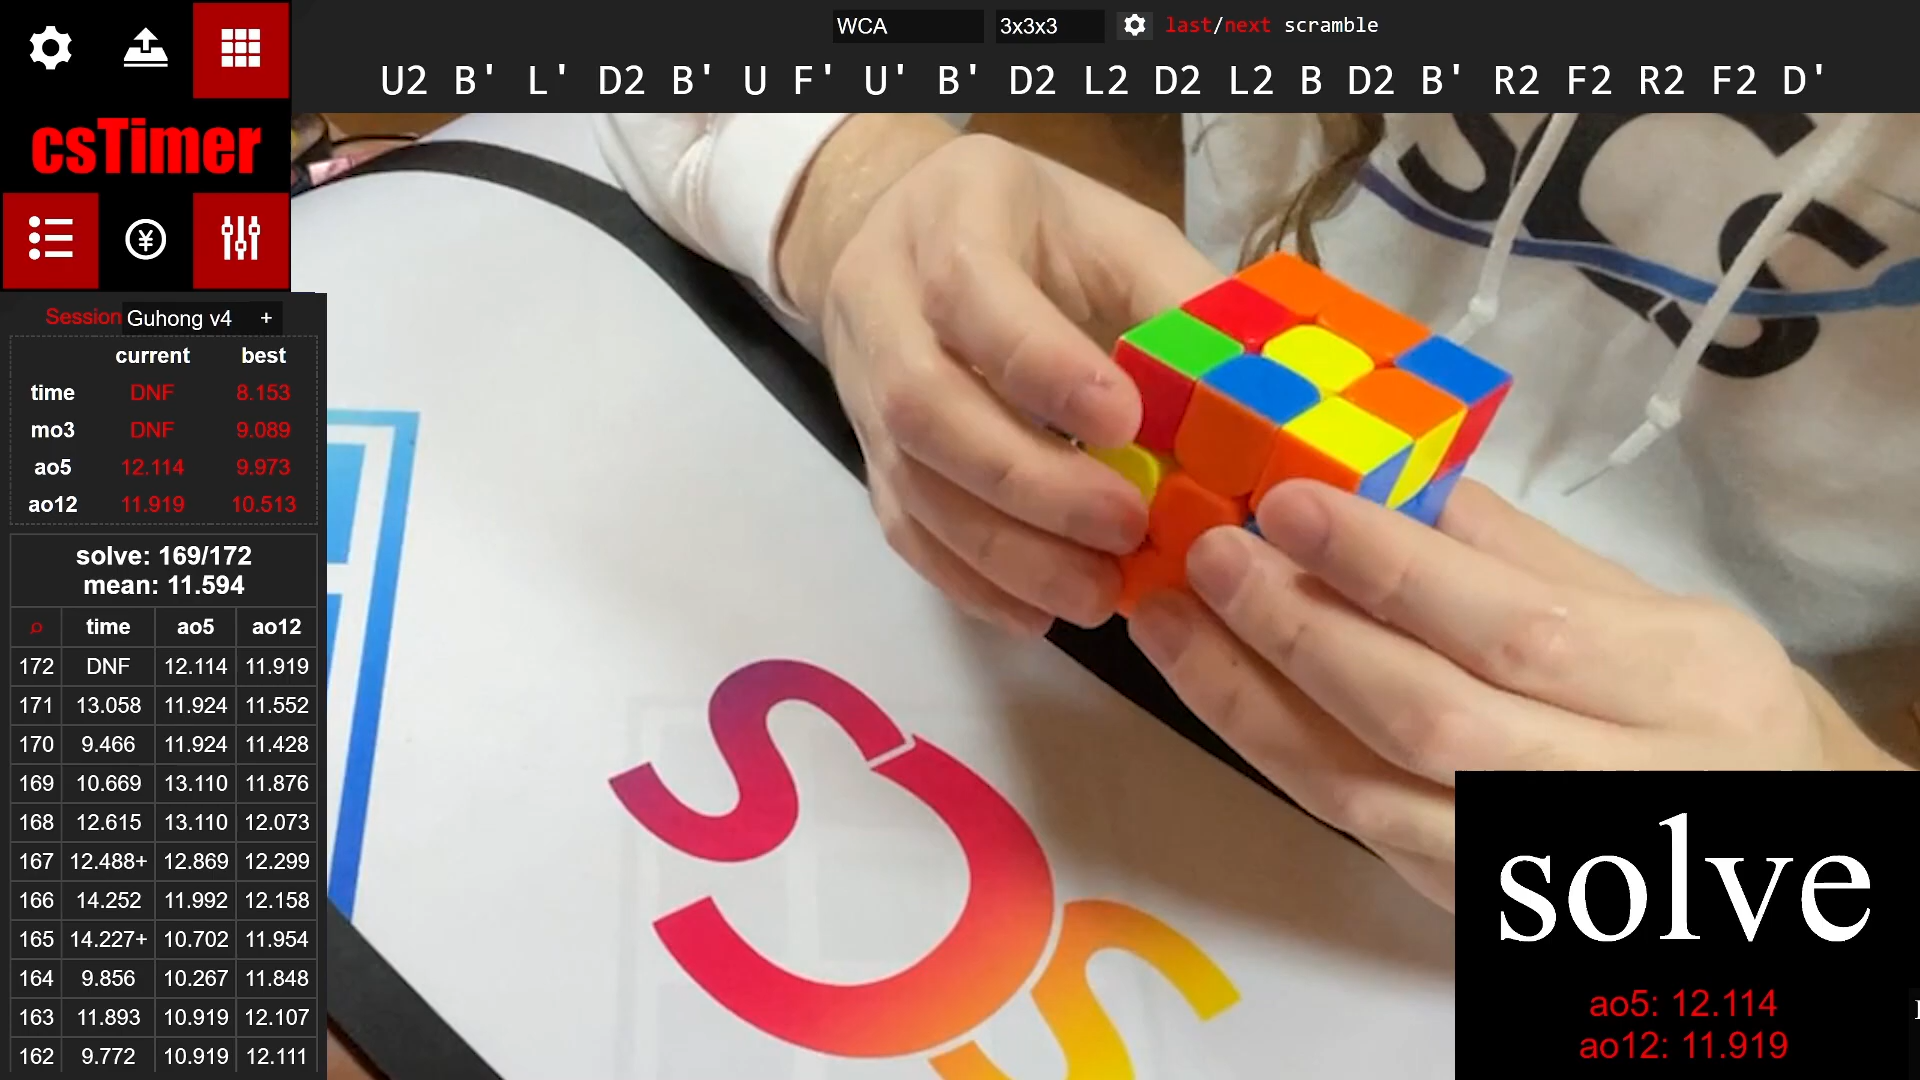 WCA 3x3x3 last/next scramble
U2 B' L' D2 B' U F' U' B' D2 L2 D2 L2 B D2 B' R2 F2 R2 F2 D'
csTimer
Session Guhong v4 +
current best
time DNF 8.153
mo3 DNF 9.089
ao5 12.114 9.973
ao12 11.919 10.513
solve: 169/172
mean: 11.594
time ao5 ao12
172 DNF 12.114 11.919
171 13.058 11.924 11.552
170 9.466 11.924 11.428
169 10.669 13.110 11.876
168 12.615 13.110 12.073
167 12.488+ 12.869 12.299
166 14.252 11.992 12.158
165 14.227+ 10.702 11.954
164 9.856 10.267 11.848
163 11.893 10.919 12.107
162 9.772 10.919 12.111
SCS
SCS
solve
ao5: 12.114
ao12: 11.919